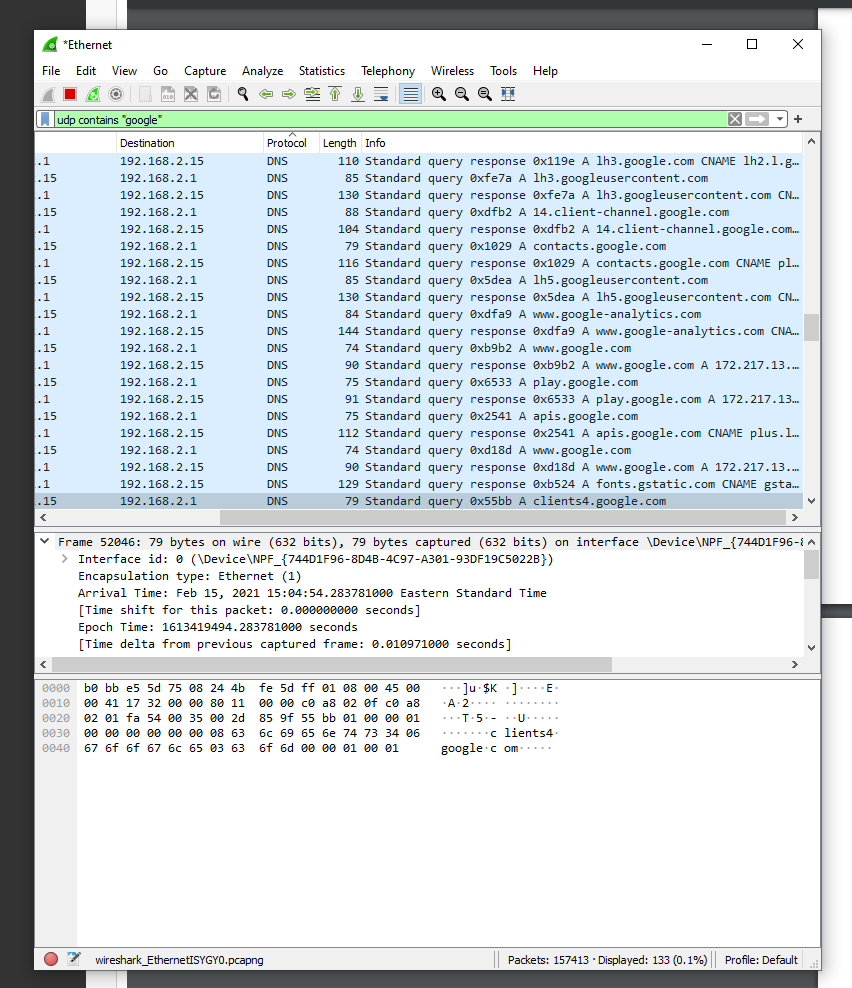 *Ethernet
File Edit View Go Capture Analyze Statistics Telephony Wireless Tools Help
udp contains "google"
Destination Protocol Length Info
.1 192.168.2.15 DNS 110 Standard query response 0x119e A lh3.google.com CNAME lh2.l.g…
.15 192.168.2.1 DNS 85 Standard query 0xfe7a A lh3.googleusercontent.com
.1 192.168.2.15 DNS 130 Standard query response 0xfe7a A lh3.googleusercontent.com CN…
.15 192.168.2.1 DNS 88 Standard query 0xdfb2 A 14.client-channel.google.com
.1 192.168.2.15 DNS 104 Standard query response 0xdfb2 A 14.client-channel.google.com…
.15 192.168.2.1 DNS 79 Standard query 0x1029 A contacts.google.com
.1 192.168.2.15 DNS 116 Standard query response 0x1029 A contacts.google.com CNAME pl…
.15 192.168.2.1 DNS 85 Standard query 0x5dea A lh5.googleusercontent.com
.1 192.168.2.15 DNS 130 Standard query response 0x5dea A lh5.googleusercontent.com CN…
.15 192.168.2.1 DNS 84 Standard query 0xdfa9 A www.google-analytics.com
.1 192.168.2.15 DNS 144 Standard query response 0xdfa9 A www.google-analytics.com CNA…
.15 192.168.2.1 DNS 74 Standard query 0xb9b2 A www.google.com
.1 192.168.2.15 DNS 90 Standard query response 0xb9b2 A www.google.com A 172.217.13.…
.15 192.168.2.1 DNS 75 Standard query 0x6533 A play.google.com
.1 192.168.2.15 DNS 91 Standard query response 0x6533 A play.google.com A 172.217.13…
.15 192.168.2.1 DNS 75 Standard query 0x2541 A apis.google.com
.1 192.168.2.15 DNS 112 Standard query response 0x2541 A apis.google.com CNAME plus.l…
.15 192.168.2.1 DNS 74 Standard query 0xd18d A www.google.com
.1 192.168.2.15 DNS 90 Standard query response 0xd18d A www.google.com A 172.217.13.…
.1 192.168.2.15 DNS 129 Standard query response 0xb524 A fonts.gstatic.com CNAME gsta…
.15 192.168.2.1 DNS 79 Standard query 0x55bb A clients4.google.com
Frame 52046: 79 bytes on wire (632 bits), 79 bytes captured (632 bits) on interface \Device\NPF_{744D1F96-8
Interface id: 0 (\Device\NPF_{744D1F96-8D4B-4C97-A301-93DF19C5022B})
Encapsulation type: Ethernet (1)
Arrival Time: Feb 15, 2021 15:04:54.283781000 Eastern Standard Time
[Time shift for this packet: 0.000000000 seconds]
Epoch Time: 1613419494.283781000 seconds
[Time delta from previous captured frame: 0.010971000 seconds]
0000 b0 bb e5 5d 75 08 24 4b fe 5d ff 01 08 00 45 00 ···]u·$K ·]····E·
0010 00 41 17 32 00 00 80 11 00 00 c0 a8 02 0f c0 a8 ·A·2···· ········
0020 02 01 fa 54 00 35 00 2d 85 9f 55 bb 01 00 00 01 ···T·5·- ··U·····
0030 00 00 00 00 00 00 08 63 6c 69 65 6e 74 73 34 06 ·······c lients4·
0040 67 6f 6f 67 6c 65 03 63 6f 6d 00 00 01 00 01 google·c om·····
wireshark_EthernetISYGY0.pcapng Packets: 157413 · Displayed: 133 (0.1%) Profile: Default